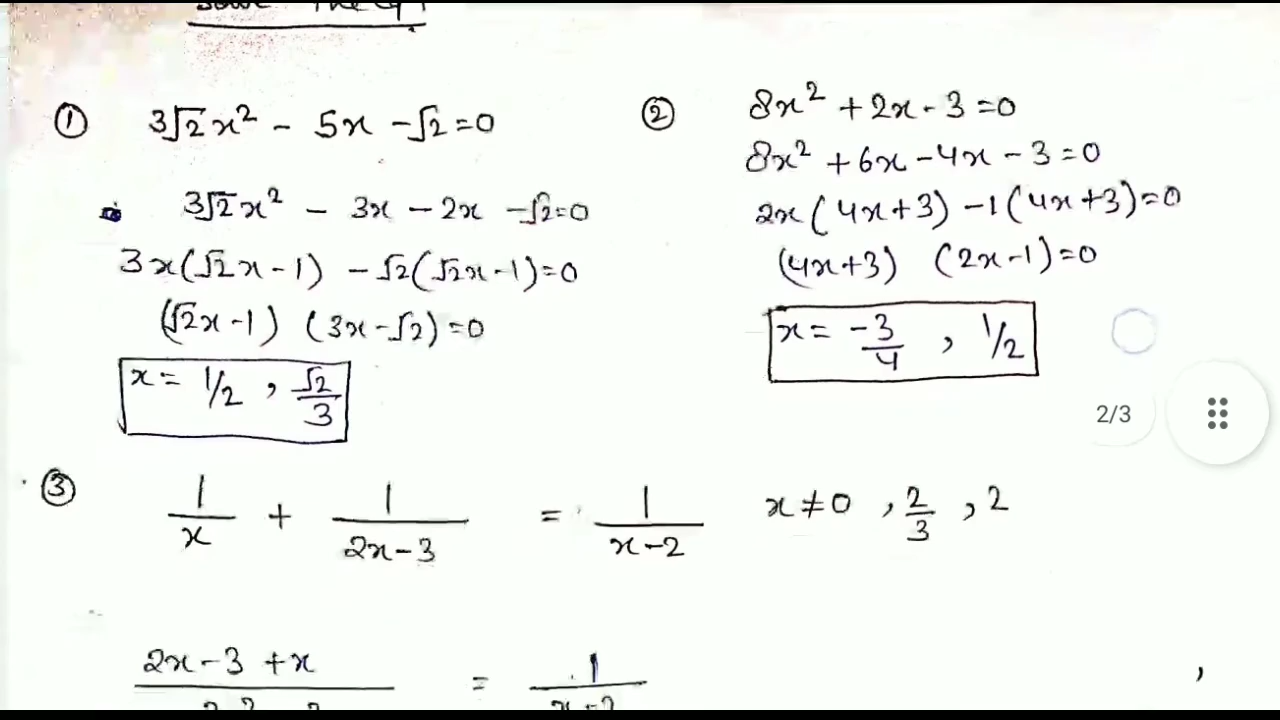 ① 3√2x² - 5x - √2 = 0
3√2x² - 3x - 2x - √2 = 0
3x(√2x - 1) - √2(√2x - 1) = 0
(√2x - 1) (3x - √2) = 0
x = 1/2 , √2/3
② 8x² + 2x - 3 = 0
8x² + 6x - 4x - 3 = 0
2x(4x + 3) - 1(4x + 3) = 0
(4x + 3) (2x - 1) = 0
x = -3/4 , 1/2
2/3
③ 1/x + 1/(2x - 3) = 1/(x - 2) x ≠ 0 , 2/3 , 2
2x - 3 + x = 1